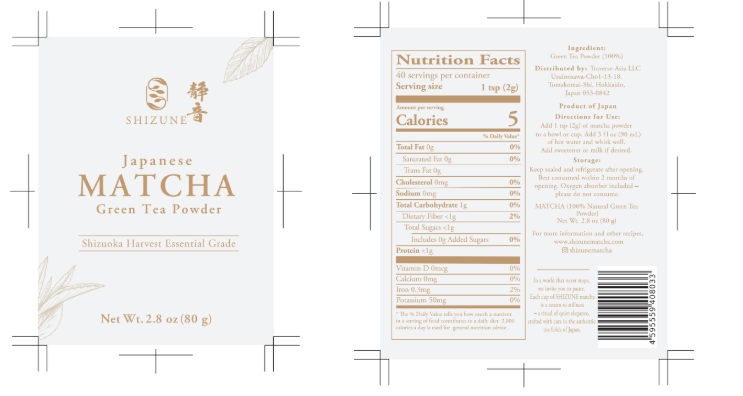 靜音
SHIZUNE
Japanese
MATCHA
Green Tea Powder
Shizuoka Harvest Essential Grade
Net Wt. 2.8 oz (80 g)
Nutrition Facts
40 servings per container
Serving size 1 tsp (2g)
Amount per serving
Calories 5
% Daily Value*
Total Fat 0g 0%
Saturated Fat 0g 0%
Trans Fat 0g
Cholesterol 0mg 0%
Sodium 0mg 0%
Total Carbohydrate 1g 0%
Dietary Fiber <1g 2%
Total Sugars <1g
Includes 0g Added Sugars 0%
Protein <1g
Vitamin D 0mcg 0%
Calcium 0mg 0%
Iron 0.3mg 2%
Potassium 50mg 0%
* The % Daily Value tells you how much a nutrient
in a serving of food contributes to a daily diet. 2,000
calories a day is used for general nutrition advice.
Ingredient:
Green Tea Powder (100%)
Distributed by: Asia LLC
Hokkaido,
Japan 053-0842
Product of Japan
Directions for Use:
Add 1 tsp (2g) of matcha powder
to a bowl or cup. Add 3 fl oz (90 mL)
of hot water and whisk well.
Add sweetener or milk if desired.
Storage:
Keep sealed and refrigerate after opening.
Best consumed within 2 months of
opening. Oxygen absorber included –
please do not consume.
MATCHA (100% Natural Green Tea
Powder)
Net Wt. 2.8 oz (80 g)
For more information and other recipes,
www.shizunematcha.com
shizunematcha
In a world that never stops,
we invite you to pause.
Each cup of SHIZUNE matcha
is a return to stillness
– a ritual of quiet elegance,
crafted with care in the authentic
tea fields of Japan.
4595559408033